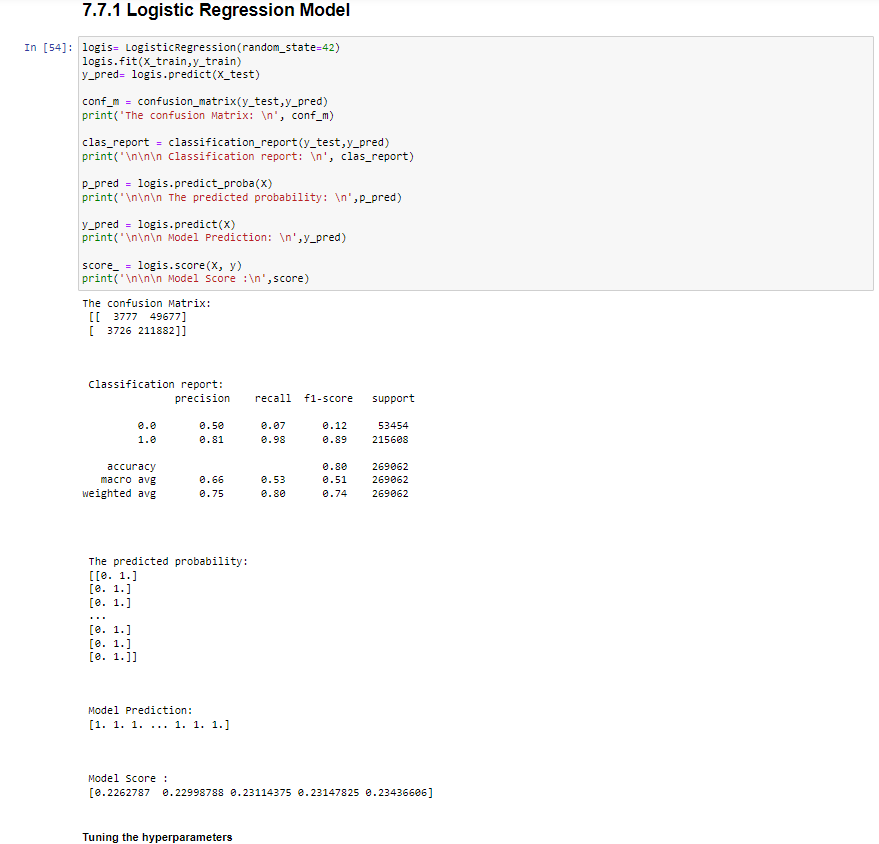 7.7.1 Logistic Regression Model
In [54]: logis= LogisticRegression(random_state=42)
logis.fit(X_train,y_train)
y_pred= logis.predict(X_test)
conf_m = confusion_matrix(y_test,y_pred)
print('The confusion Matrix: \n', conf_m)
clas_report = classification_report(y_test,y_pred)
print('\n\n\n Classification report: \n', clas_report)
p_pred = logis.predict_proba(X)
print('\n\n\n The predicted probability: \n',p_pred)
y_pred = logis.predict(X)
print('\n\n\n Model Prediction: \n',y_pred)
score_ = logis.score(X, y)
print('\n\n\n Model Score :\n',score)
The confusion Matrix:
[[ 3777 49677]
[ 3726 211882]]
Classification report:
precision recall f1-score support
0.0 0.50 0.07 0.12 53454
1.0 0.81 0.98 0.89 215608
accuracy 0.80 269062
macro avg 0.66 0.53 0.51 269062
weighted avg 0.75 0.80 0.74 269062
The predicted probability:
[[0. 1.]
[0. 1.]
[0. 1.]
...
[0. 1.]
[0. 1.]
[0. 1.]]
Model Prediction:
[1. 1. 1. ... 1. 1. 1.]
Model Score :
[0.2262787 0.22998788 0.23114375 0.23147825 0.23436606]
Tuning the hyperparameters